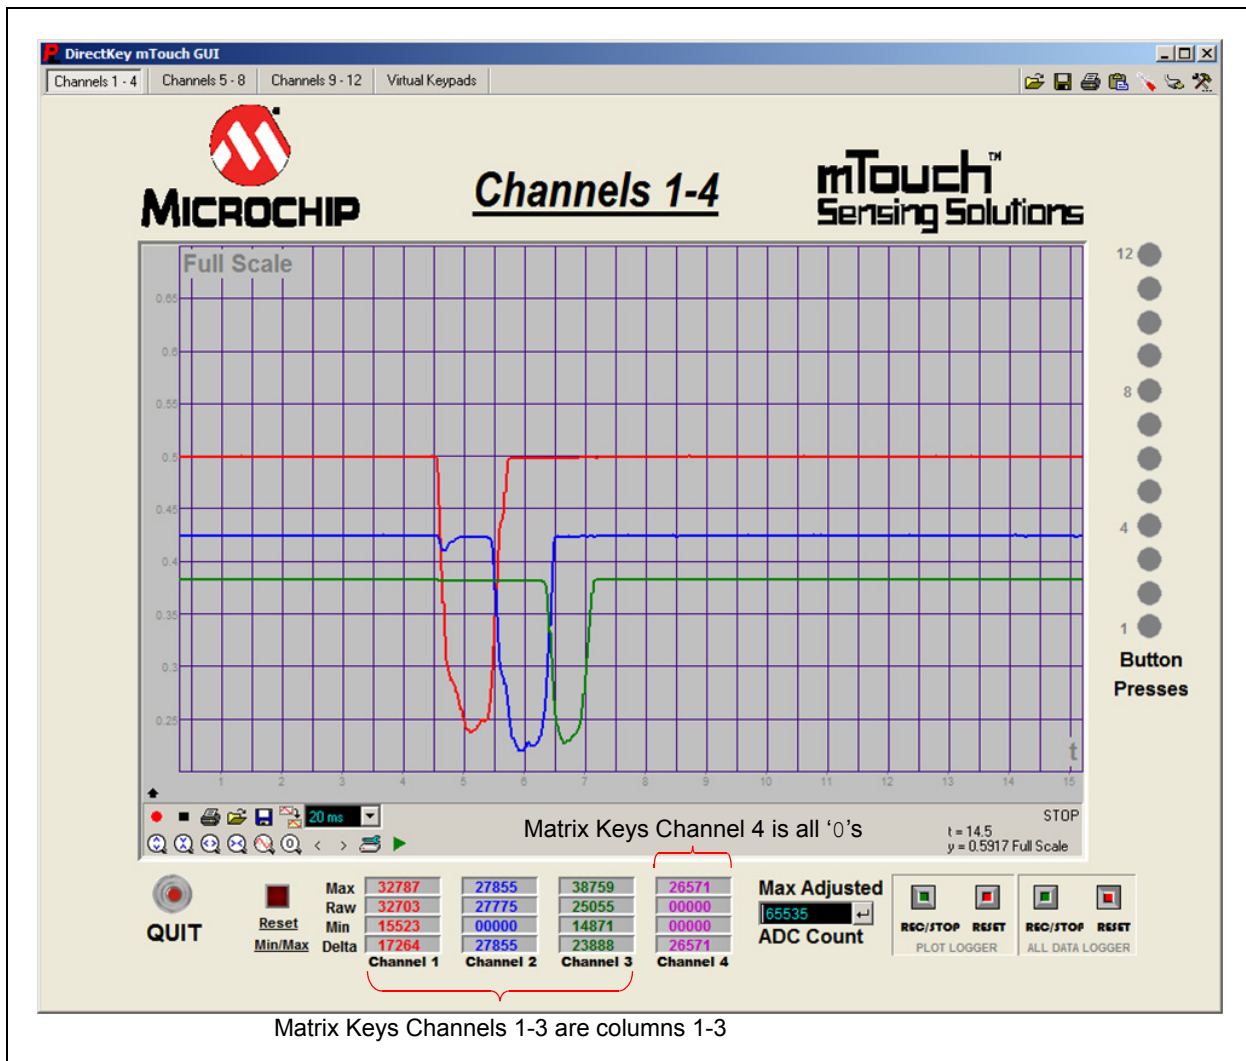 DirectKey mTouch GUI
Channels 1 - 4 Channels 5 - 8 Channels 9 - 12 Virtual Keypads
MICROCHIP
Channels 1-4
mTouch™
Sensing Solutions
Full Scale
0.65
0.6
0.55
0.5
0.45
0.4
0.35
0.3
0.25
t
1 2 3 4 5 6 7 8 9 10 11 12 13 14 15
12
8
4
1
Button
Presses
20 ms
STOP
t = 14.5
y = 0.5917 Full Scale
Matrix Keys Channel 4 is all ‘0’s
QUIT
Reset
Min/Max
Max 32787 27855 38759 26571
Raw 32703 27775 25055 00000
Min 15523 00000 14871 00000
Delta 17264 27855 23888 26571
Channel 1 Channel 2 Channel 3 Channel 4
Max Adjusted
65535
ADC Count
REC/STOP RESET REC/STOP RESET
PLOT LOGGER ALL DATA LOGGER
Matrix Keys Channels 1-3 are columns 1-3